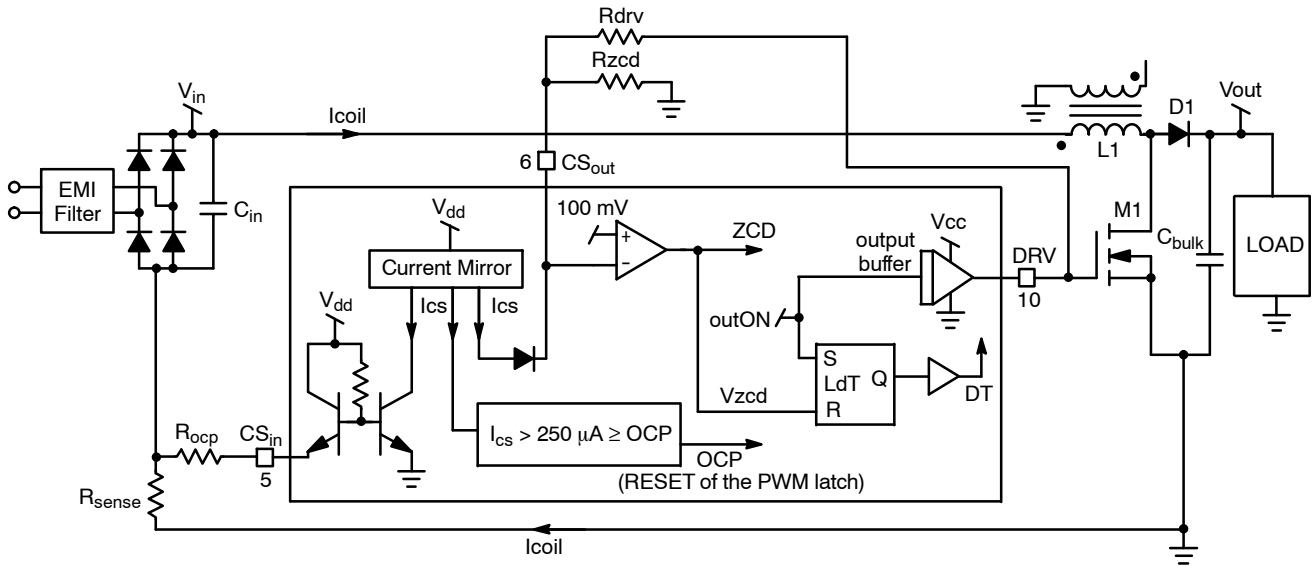 Rdrv
Rzcd
Vin
Icoil
Vout
D1
L1
6 CSout
EMI
Filter
Cin
Vdd
100 mV
+
−
ZCD
Vcc
output
buffer
DRV
10
M1
Cbulk
LOAD
Current Mirror
Vdd
Ics
Ics
outON
S
LdT
Q
R
DT
Vzcd
Rocp
CSin
5
Ics > 250 μA ≥ OCP
OCP
(RESET of the PWM latch)
Rsense
Icoil